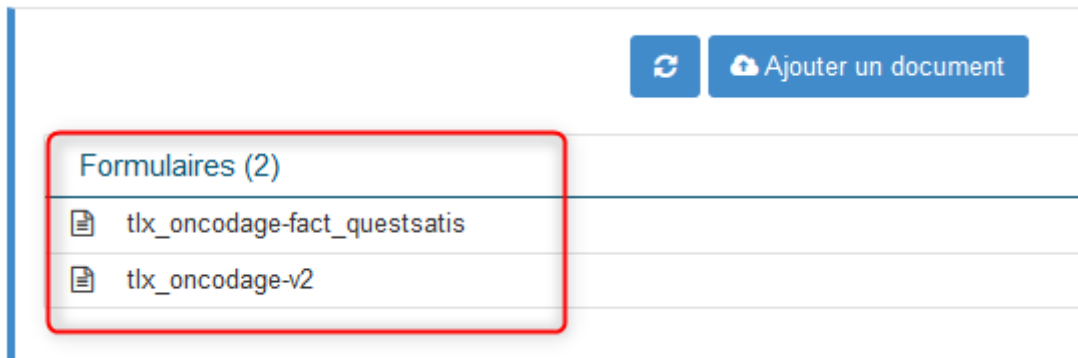 Ajouter un document
Formulaires (2)
tlx_oncodage-fact_questsatis
tlx_oncodage-v2